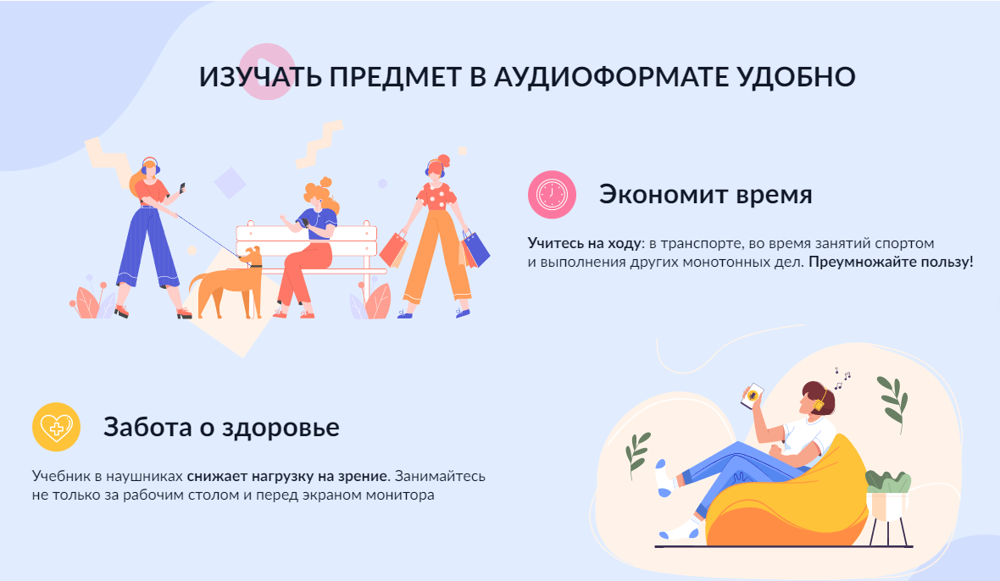 ИЗУЧАТЬ ПРЕДМЕТ В АУДИОФОРМАТЕ УДОБНО
Экономит время
Учитесь на ходу: в транспорте, во время занятий спортом
и выполнения других монотонных дел. Преумножайте пользу!
Забота о здоровье
Учебник в наушниках снижает нагрузку на зрение. Занимайтесь
не только за рабочим столом и перед экраном монитора